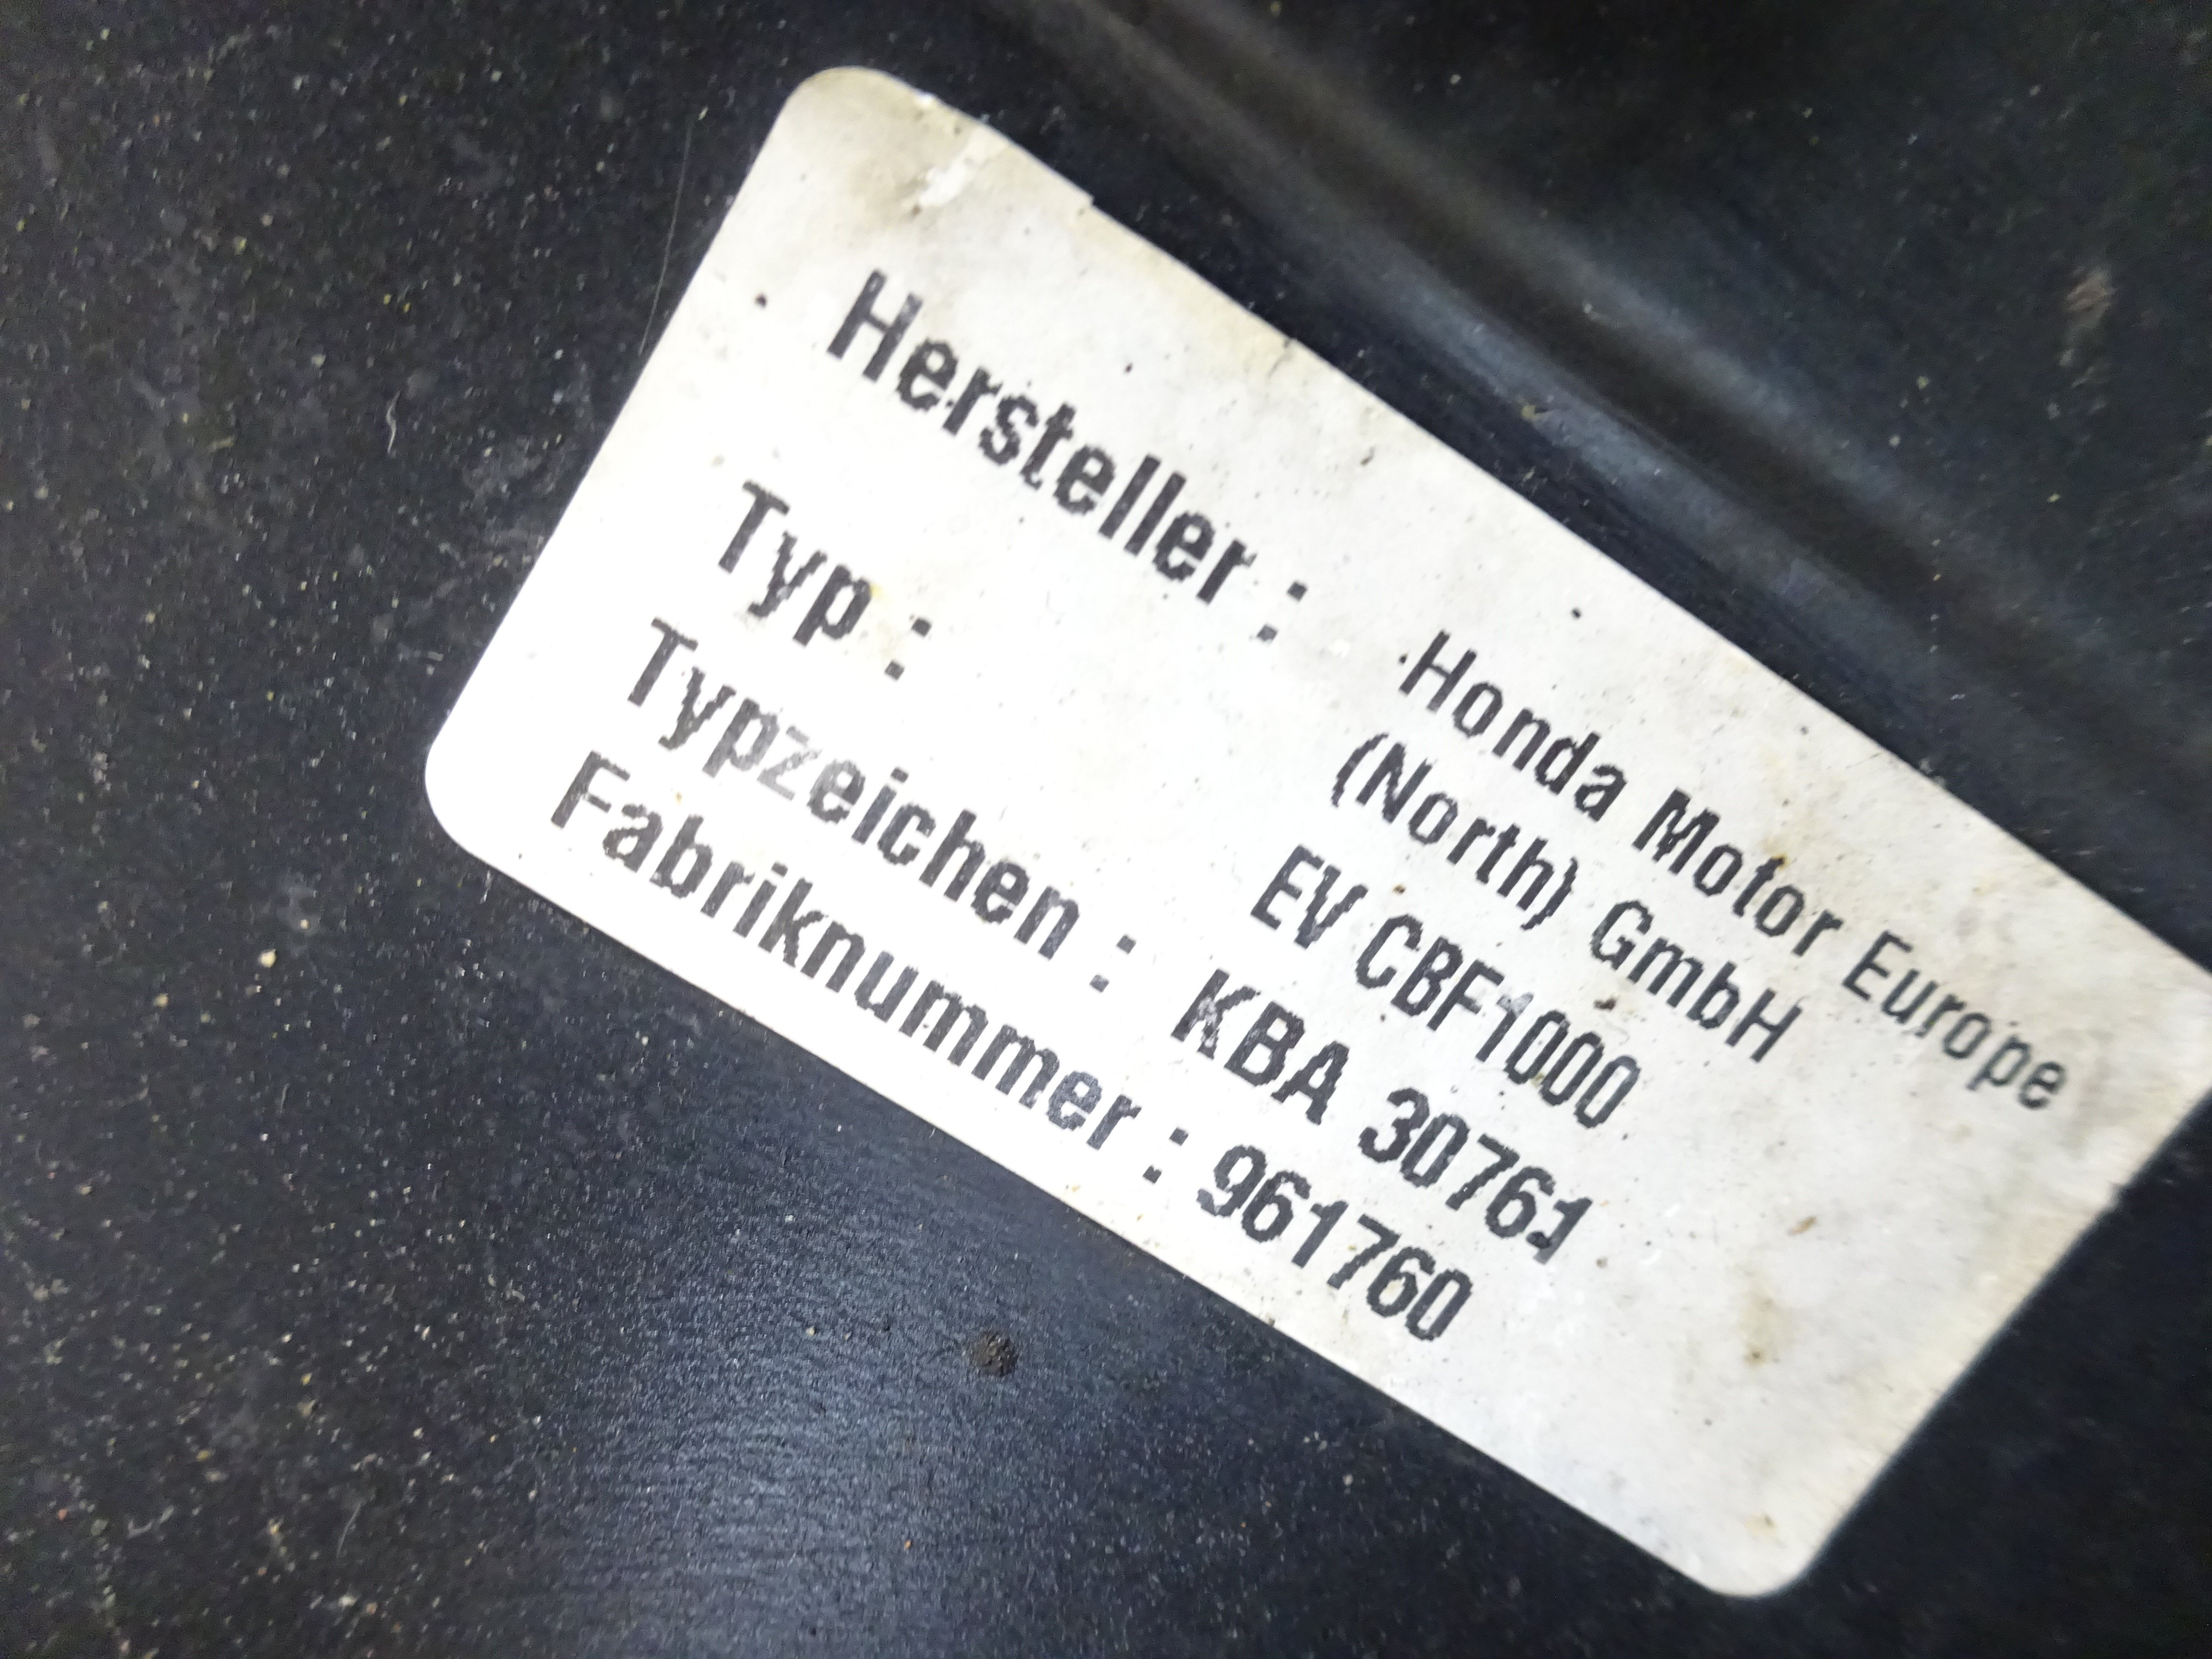 Hersteller : Honda Motor Europe
(North) GmbH
Typ : EV CBF1000
Typzeichen : KBA 30761
Fabriknummer : 961760